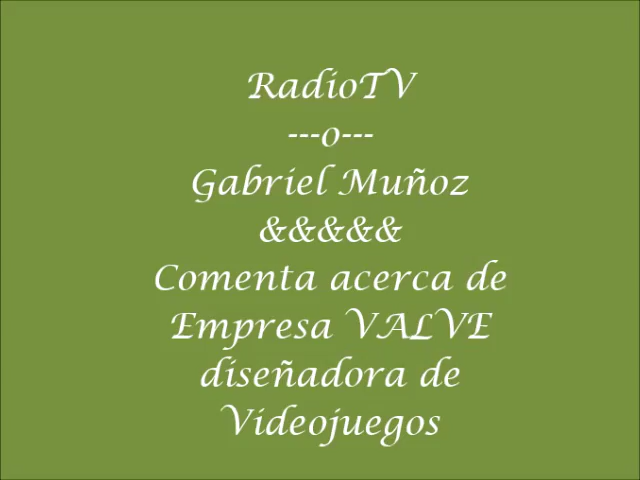 RadioTV
---o---
Gabriel Muñoz
&&&&&
Comenta acerca de
Empresa VALVE
diseñadora de
Videojuegos